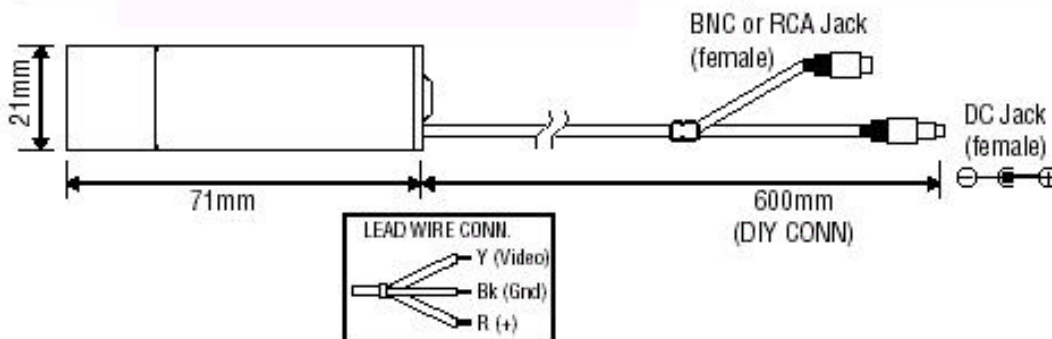 BNC or RCA Jack
(female)
21mm
DC Jack
(female)
71mm
600mm
(DIY CONN)
LEAD WIRE CONN.
Y (Video)
Bk (Gnd)
R (+)